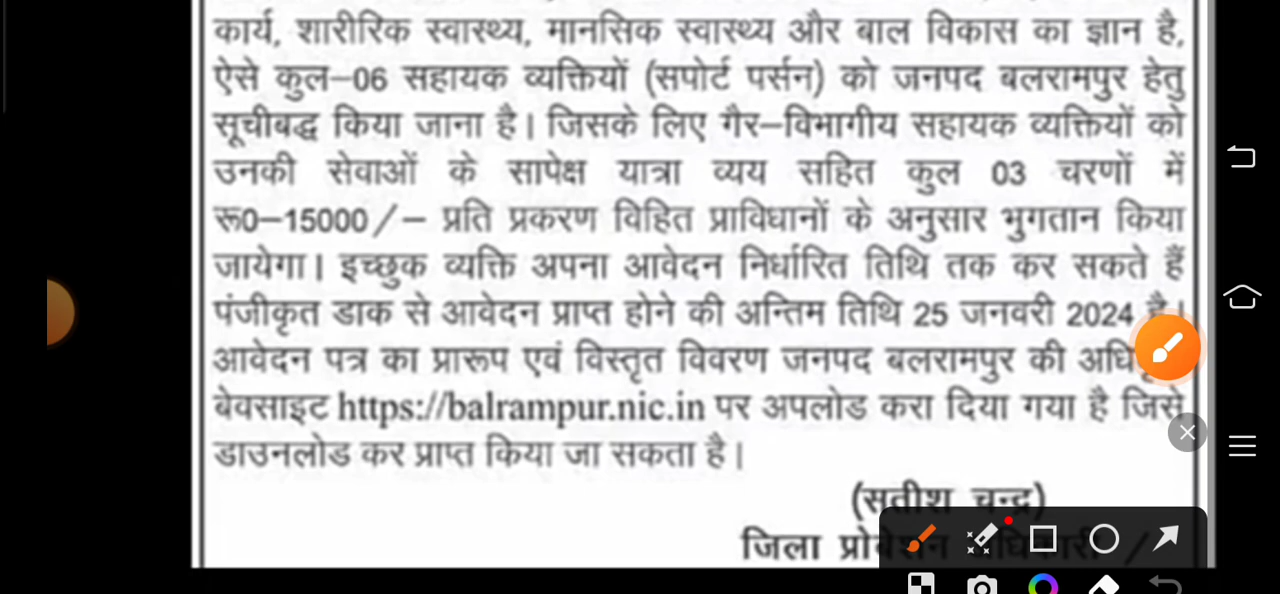 कार्य, शारीरिक स्वास्थ्य, मानसिक स्वास्थ्य और बाल विकास का ज्ञान है,
ऐसे कुल–06 सहायक व्यक्तियों (सपोर्ट पर्सन) को जनपद बलरामपुर हेतु
सूचीबद्ध किया जाना है। जिसके लिए गैर–विभागीय सहायक व्यक्तियों को
उनकी सेवाओं के सापेक्ष यात्रा व्यय सहित कुल 03 चरणों में
रू0–15000/– प्रति प्रकरण विहित प्राविधानों के अनुसार भुगतान किया
जायेगा। इच्छुक व्यक्ति अपना आवेदन निर्धारित तिथि तक कर सकते हैं
पंजीकृत डाक से आवेदन प्राप्त होने की अन्तिम तिथि 25 जनवरी 2024 है।
आवेदन पत्र का प्रारूप एवं विस्तृत विवरण जनपद बलरामपुर की
बेवसाइट https://balrampur.nic.in पर अपलोड करा दिया गया है जिसे
डाउनलोड कर प्राप्त किया जा सकता है।
(सतीश चन्द्र)
जिला प्रोबेशन अधिकारी /